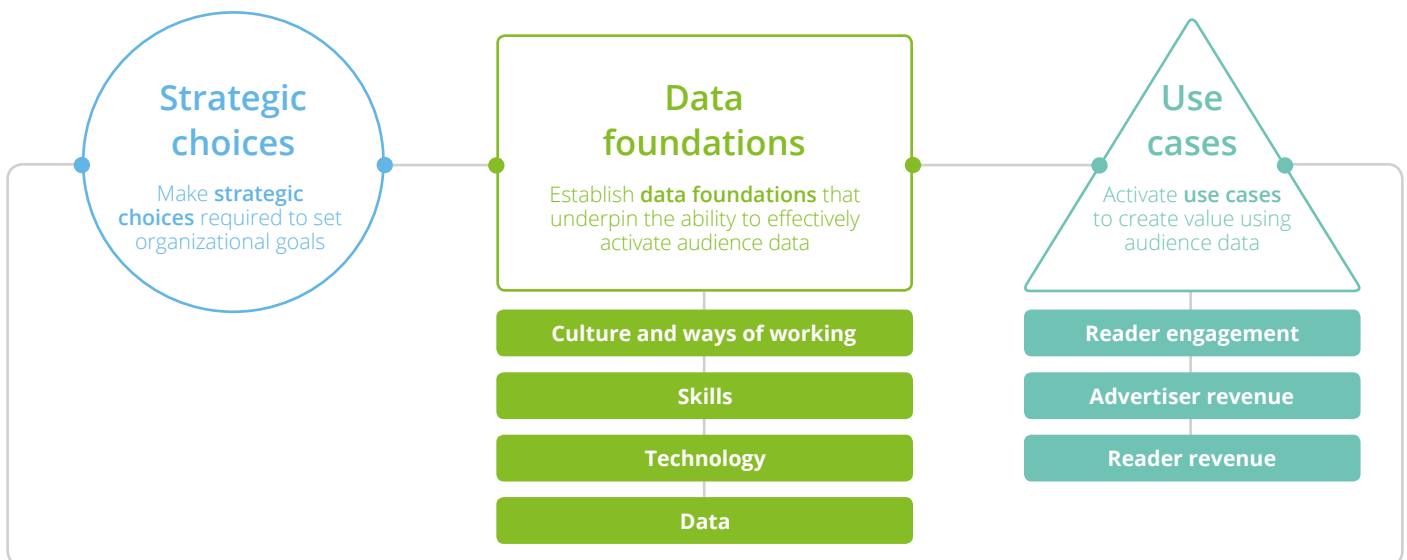 Strategic
choices
Make strategic
choices required to set
organizational goals
Data
foundations
Establish data foundations that
underpin the ability to effectively
activate audience data
Culture and ways of working
Skills
Technology
Data
Use
cases
Activate use cases
to create value using
audience data
Reader engagement
Advertiser revenue
Reader revenue